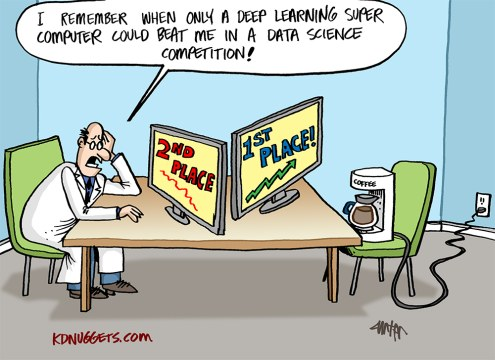 I REMEMBER WHEN ONLY A DEEP LEARNING SUPER
COMPUTER COULD BEAT ME IN A DATA SCIENCE
COMPETITION!
2ND
PLACE
1ST
PLACE!
COFFEE
KDNUGGETS.COM